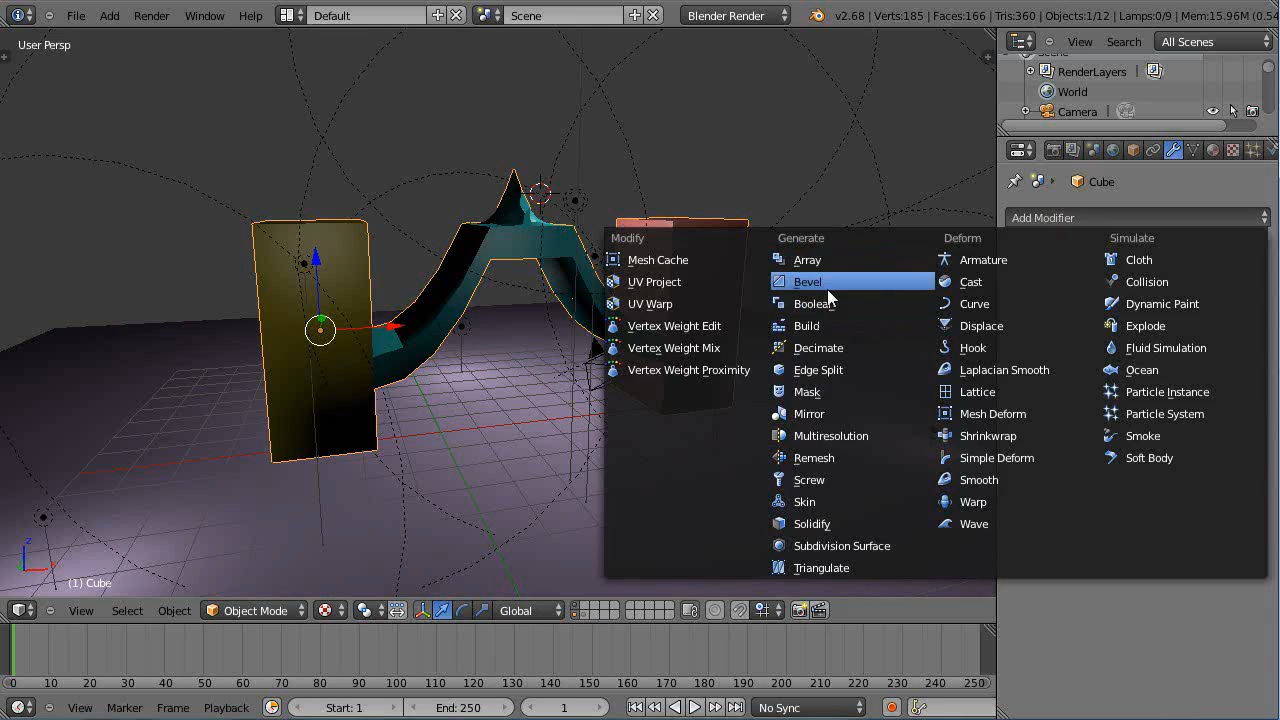 File Add Render Window Help Default Scene Blender Render v2.68 | Verts:185 | Faces:166 | Tris:360 | Objects:1/12 | Lamps:0/9 | Mem:15.96M (0.54
User Persp
View Search All Scenes
RenderLayers
World
Camera
Cube
Add Modifier
Modify Generate Deform Simulate
Mesh Cache Array Armature Cloth
UV Project Bevel Cast Collision
UV Warp Boolean Curve Dynamic Paint
Vertex Weight Edit Build Displace Explode
Vertex Weight Mix Decimate Hook Fluid Simulation
Vertex Weight Proximity Edge Split Laplacian Smooth Ocean
Mask Lattice Particle Instance
Mirror Mesh Deform Particle System
Multiresolution Shrinkwrap Smoke
Remesh Simple Deform Soft Body
Screw Smooth
Skin Warp
Solidify Wave
Subdivision Surface
Triangulate
z
(1) Cube
View Select Object Object Mode Global
0 10 20 30 40 50 60 70 80 90 100 110 120 130 140 150 160 170 180 190 200 210 220 230 240 250
View Marker Frame Playback Start: 1 End: 250 1 No Sync